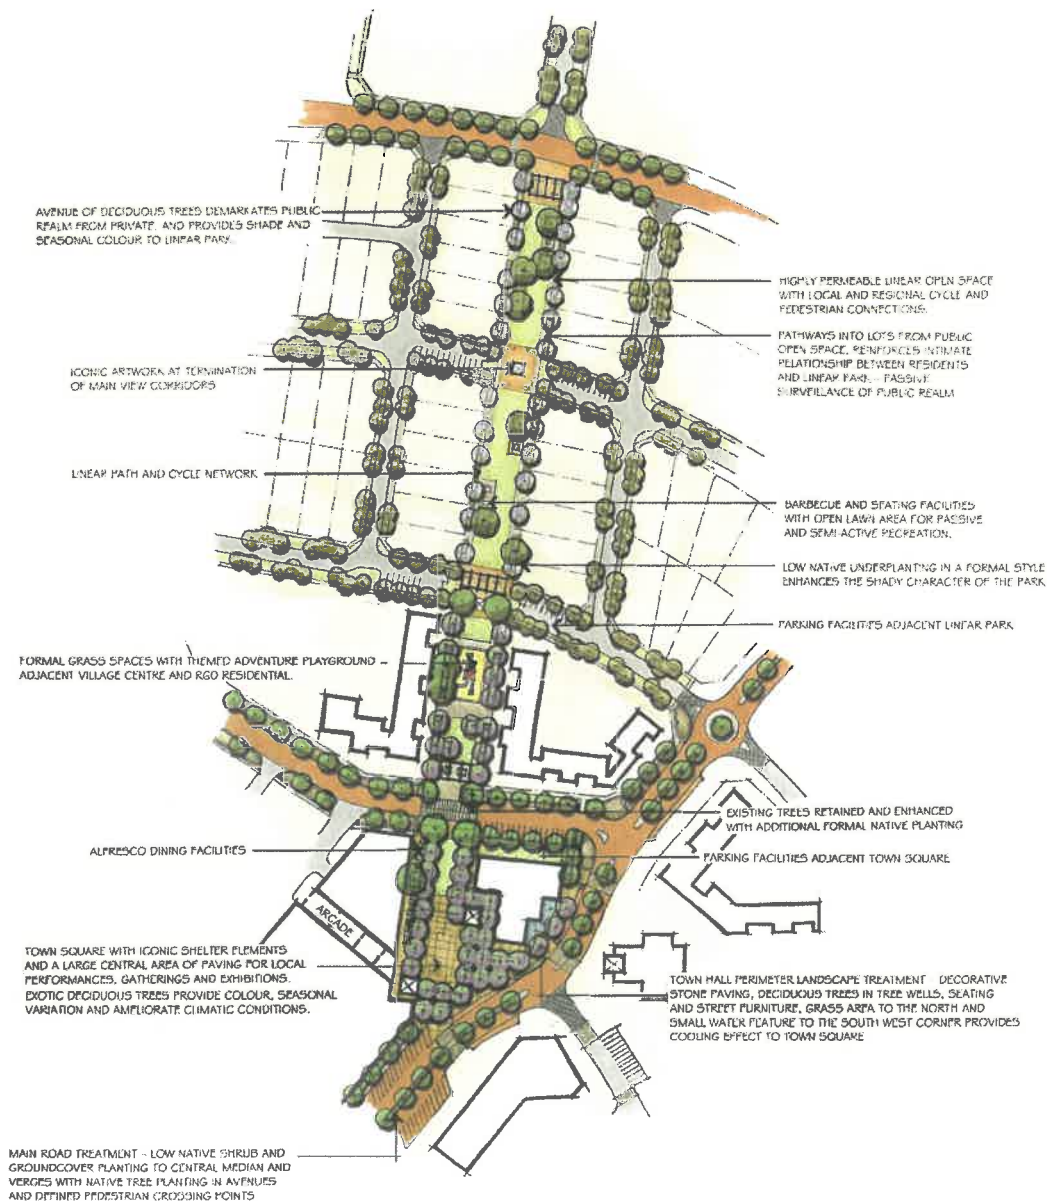 AVENUE OF DECIDUOUS TREES DEMARKATES PUBLIC
REALM FROM PRIVATE, AND PROVIDES SHADE AND
SEASONAL COLOUR TO LINEAR PARK.
HIGHLY PERMEABLE LINEAR OPEN SPACE
WITH LOCAL AND REGIONAL CYCLE AND
PEDESTRIAN CONNECTIONS.
PATHWAYS INTO LOTS FROM PUBLIC
OPEN SPACE, REINFORCES INTIMATE
RELATIONSHIP BETWEEN RESIDENTS
AND LINEAR PARK - PASSIVE
SURVEILLANCE OF PUBLIC REALM
ICONIC ARTWORK AT TERMINATION
OF MAIN VIEW CORRIDORS
LINEAR PATH AND CYCLE NETWORK
BARBECUE AND SEATING FACILITIES
WITH OPEN LAWN AREA FOR PASSIVE
AND SEMI-ACTIVE RECREATION.
LOW NATIVE UNDERPLANTING IN A FORMAL STYLE
ENHANCES THE SHADY CHARACTER OF THE PARK
PARKING FACILITIES ADJACENT LINEAR PARK
FORMAL GRASS SPACES WITH THEMED ADVENTURE PLAYGROUND -
ADJACENT VILLAGE CENTRE AND RGO RESIDENTIAL.
EXISTING TREES RETAINED AND ENHANCED
WITH ADDITIONAL FORMAL NATIVE PLANTING
ALFRESCO DINING FACILITIES
PARKING FACILITIES ADJACENT TOWN SQUARE
ARCADE
TOWN SQUARE WITH ICONIC SHELTER ELEMENTS
AND A LARGE CENTRAL AREA OF PAVING FOR LOCAL
PERFORMANCES, GATHERINGS AND EXHIBITIONS.
EXOTIC DECIDUOUS TREES PROVIDE COLOUR, SEASONAL
VARIATION AND AMELIORATE CLIMATIC CONDITIONS.
TOWN HALL PERIMETER LANDSCAPE TREATMENT - DECORATIVE
STONE PAVING, DECIDUOUS TREES IN TREE WELLS, SEATING
AND STREET FURNITURE, GRASS AREA TO THE NORTH AND
SMALL WATER FEATURE TO THE SOUTH WEST CORNER PROVIDES
COOLING EFFECT TO TOWN SQUARE
MAIN ROAD TREATMENT - LOW NATIVE SHRUB AND
GROUNDCOVER PLANTING TO CENTRAL MEDIAN AND
VERGES WITH NATIVE TREE PLANTING IN AVENUES
AND DEFINED PEDESTRIAN CROSSING POINTS